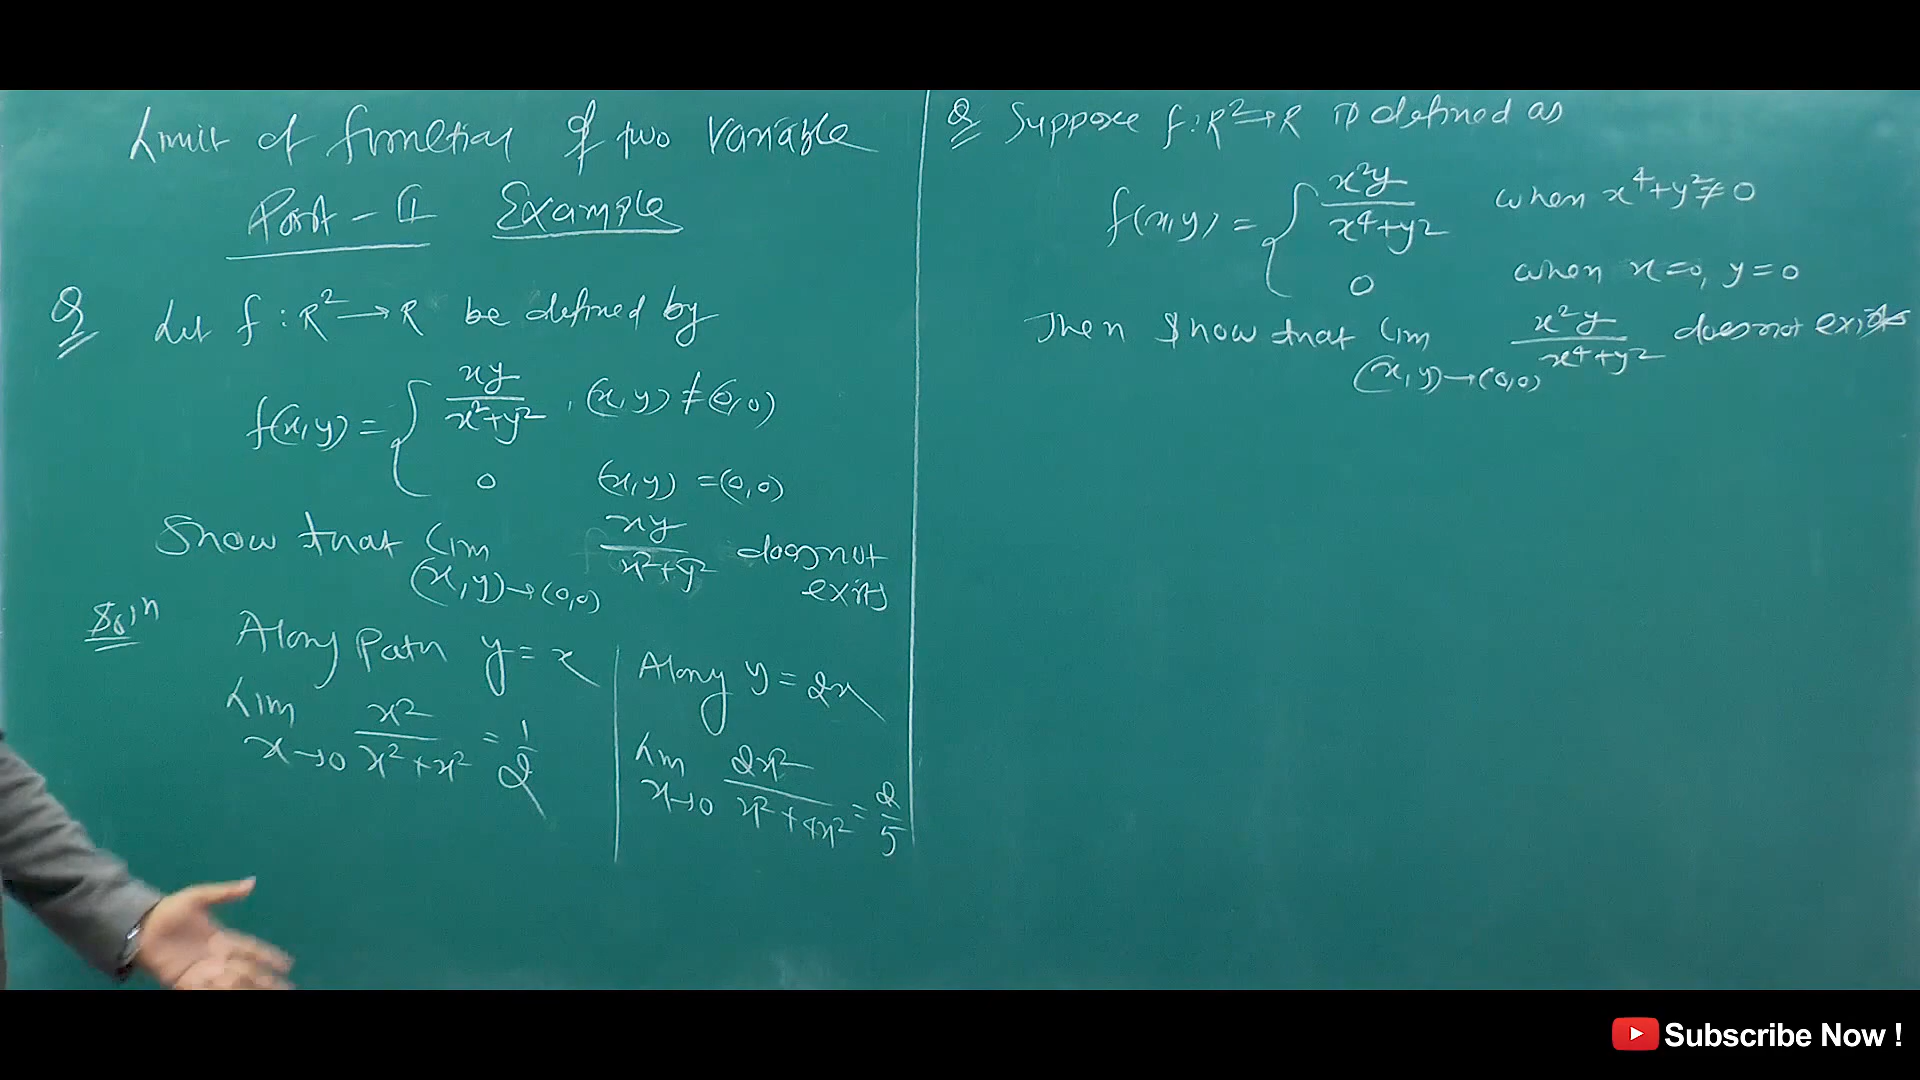 Limit of function of two variable
Part - II Example
Q Let f : R² → R be defined by
f(x,y) = { xy / x²+y² , (x,y) ≠ (0,0)
0 (x,y) = (0,0)
Show that Lim (x,y)→(0,0) xy / x²+y² does not
exists
Solⁿ Along Path y = x
Lim x→0 x² / x²+x² = 1/2
Along y = 2x
Lim x→0 2x² / x²+4x² = 2/5
Q Suppose f : R² → R is defined as
f(x,y) = { x²y / x⁴+y² when x⁴+y² ≠ 0
0 when x=0, y=0
Then Show that Lim (x,y)→(0,0) x²y / x⁴+y² does not exists
Subscribe Now !